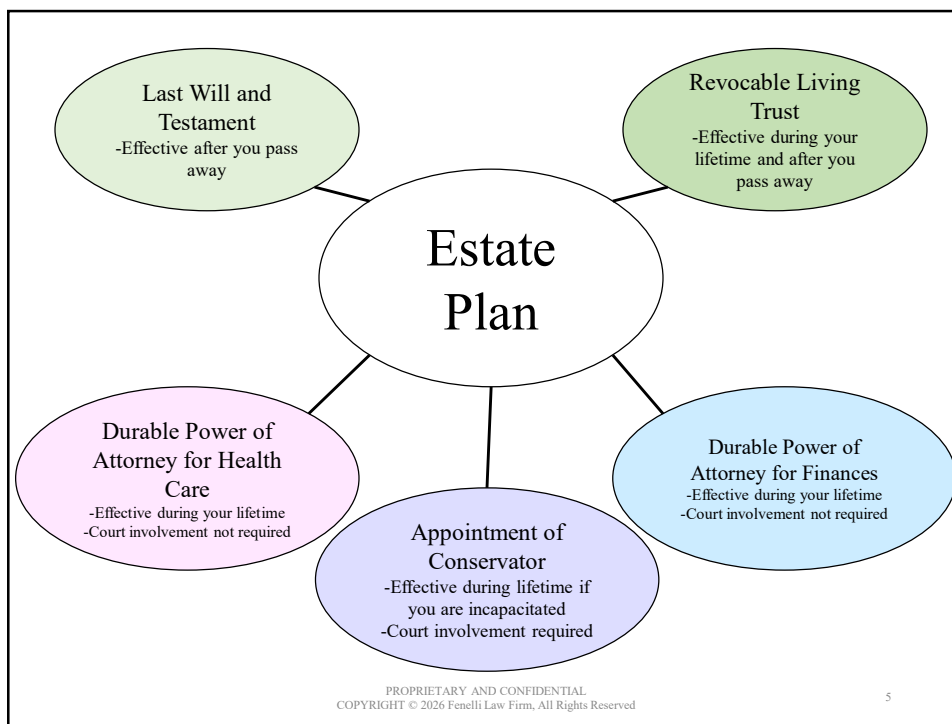 Last Will and
Testament
-Effective after you pass
away
Revocable Living
Trust
-Effective during your
lifetime and after you
pass away
Estate
Plan
Durable Power of
Attorney for Health
Care
-Effective during your lifetime
-Court involvement not required
Appointment of
Conservator
-Effective during lifetime if
you are incapacitated
-Court involvement required
Durable Power of
Attorney for Finances
-Effective during your lifetime
-Court involvement not required
PROPRIETARY AND CONFIDENTIAL
COPYRIGHT © 2026 Fenelli Law Firm, All Rights Reserved
5